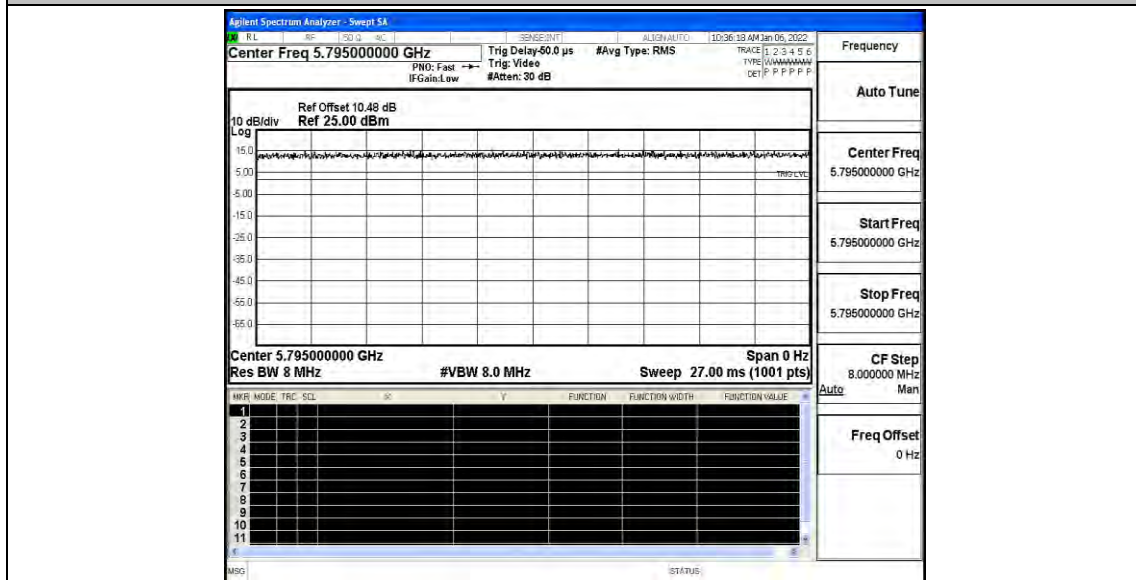 Agilent Spectrum Analyzer - Swept SA
RL RF 50 Ω AC SENSE:INT ALIGNAUTO 10:36:18 AM Jan 06, 2022
Center Freq 5.795000000 GHz
PNO: Fast
IFGain:Low
Trig Delay-50.0 µs
Trig: Video
#Atten: 30 dB
#Avg Type: RMS
TRACE 1 2 3 4 5 6
TYPE
DET P P P P P P
Ref Offset 10.48 dB
10 dB/div Ref 25.00 dBm
Log
15.0
5.00
TRIG LVL
-5.00
-15.0
-25.0
-35.0
-45.0
-55.0
-65.0
Center 5.795000000 GHz Span 0 Hz
Res BW 8 MHz #VBW 8.0 MHz Sweep 27.00 ms (1001 pts)
MKR MODE TRC SCL X Y FUNCTION FUNCTION WIDTH FUNCTION VALUE
1
2
3
4
5
6
7
8
9
10
11
MSG STATUS
Frequency
Auto Tune
Center Freq
5.795000000 GHz
Start Freq
5.795000000 GHz
Stop Freq
5.795000000 GHz
CF Step
8.000000 MHz
Auto Man
Freq Offset
0 Hz